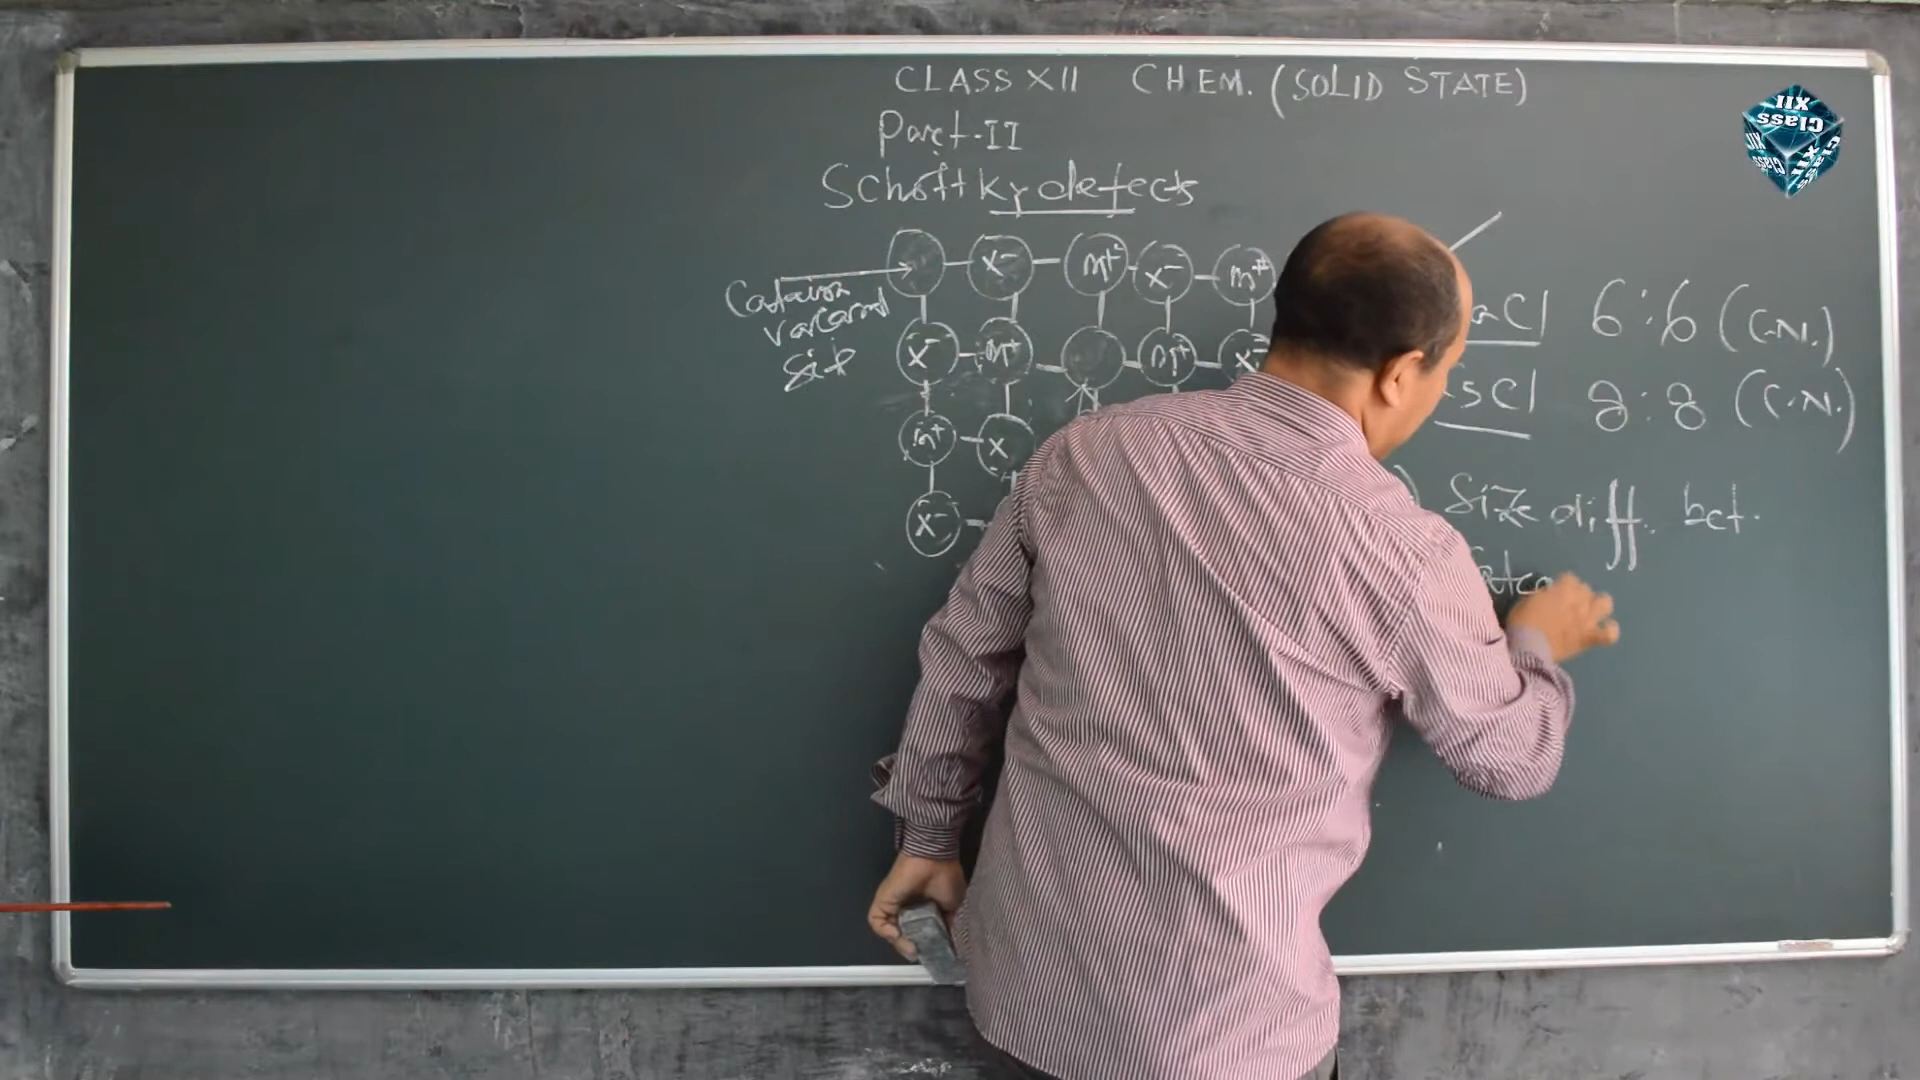 CLASS XII CHEM. (SOLID STATE)
Part-II
Schottky defects
X⁻ M⁺ X⁻ M⁺
Cation
vacant
site
X⁻ M⁺ M⁺ X⁻
M⁺ X
X⁻
aCl 6:6 (C.N.)
sCl 8:8 (C.N.)
Size diff. bet.
Class XII